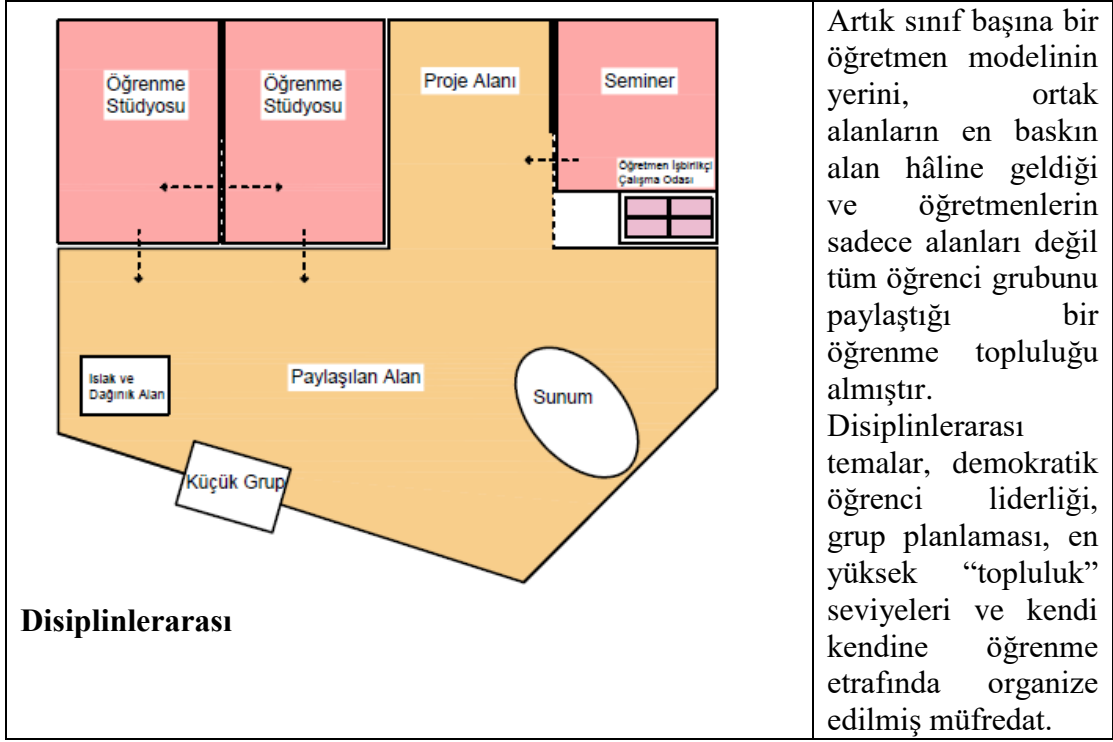 Öğrenme
Stüdyosu
Öğrenme
Stüdyosu
Proje Alanı
Seminer
Öğretmen İşbirlikçi
Çalışma Odası
Islak ve
Dağınık Alan
Paylaşılan Alan
Sunum
Küçük Grup
Disiplinlerarası
Artık sınıf başına bir
öğretmen modelinin
yerini, ortak
alanların en baskın
alan hâline geldiği
ve öğretmenlerin
sadece alanları değil
tüm öğrenci grubunu
paylaştığı bir
öğrenme topluluğu
almıştır.
Disiplinlerarası
temalar, demokratik
öğrenci liderliği,
grup planlaması, en
yüksek “topluluk”
seviyeleri ve kendi
kendine öğrenme
etrafında organize
edilmiş müfredat.